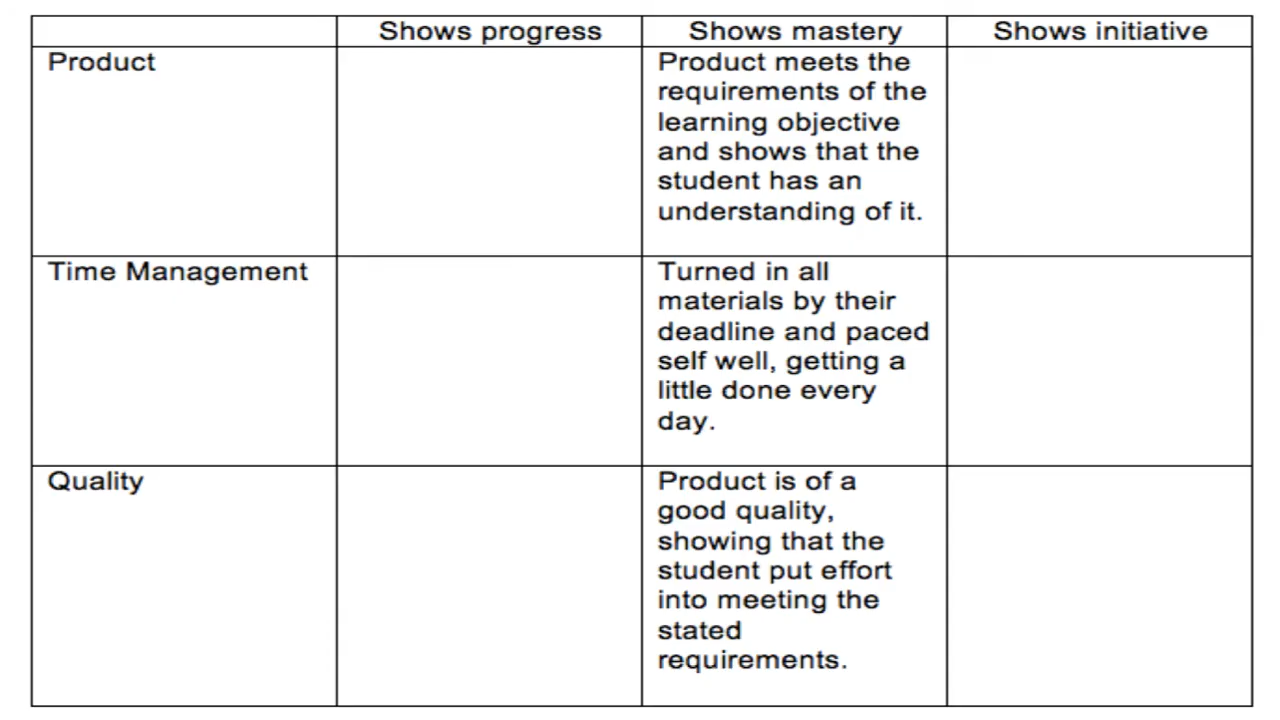 Shows progress Shows mastery Shows initiative
Product
Product meets the
requirements of the
learning objective
and shows that the
student has an
understanding of it.
Time Management
Turned in all
materials by their
deadline and paced
self well, getting a
little done every
day.
Quality
Product is of a
good quality,
showing that the
student put effort
into meeting the
stated
requirements.